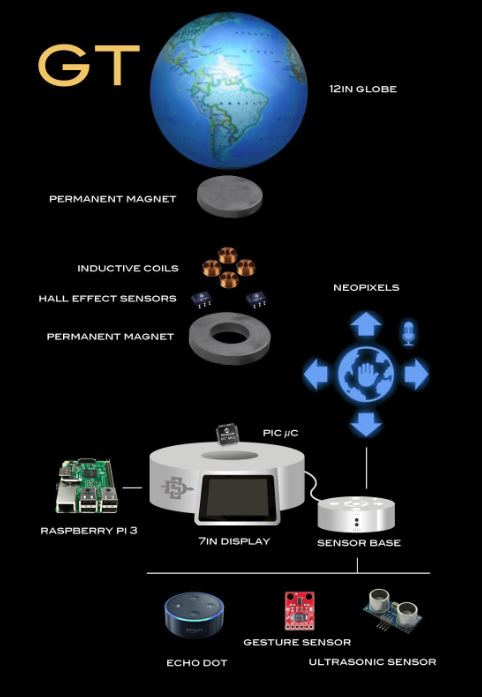 GT
12IN GLOBE
PERMANENT MAGNET
INDUCTIVE COILS
HALL EFFECT SENSORS
NEOPIXELS
PERMANENT MAGNET
PIC µC
RASPBERRY PI 3
7IN DISPLAY
SENSOR BASE
GESTURE SENSOR
ECHO DOT
ULTRASONIC SENSOR